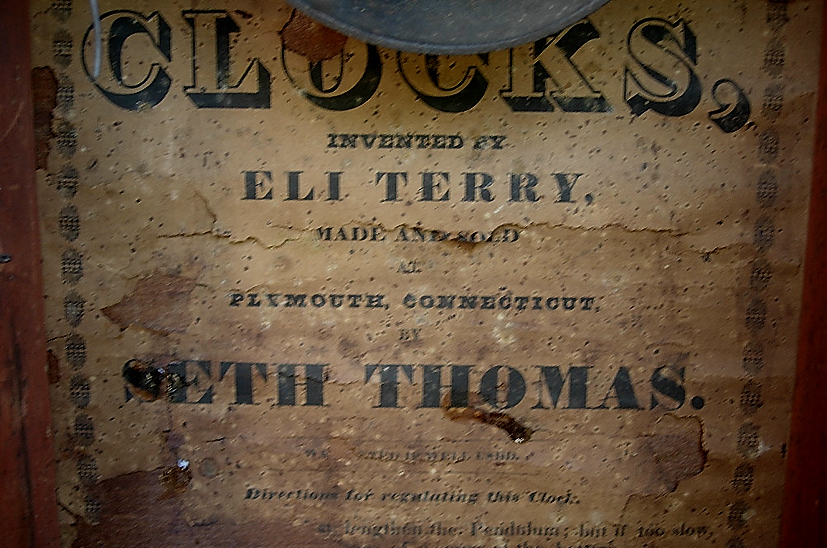 CLOCKS,
INVENTED BY
ELI TERRY,
MADE AND SOLD
AT
PLYMOUTH, CONNECTICUT,
BY
SETH THOMAS.
WELL
Directions for regulating this Clock.
lengthen the Pendulum; but if too slow,